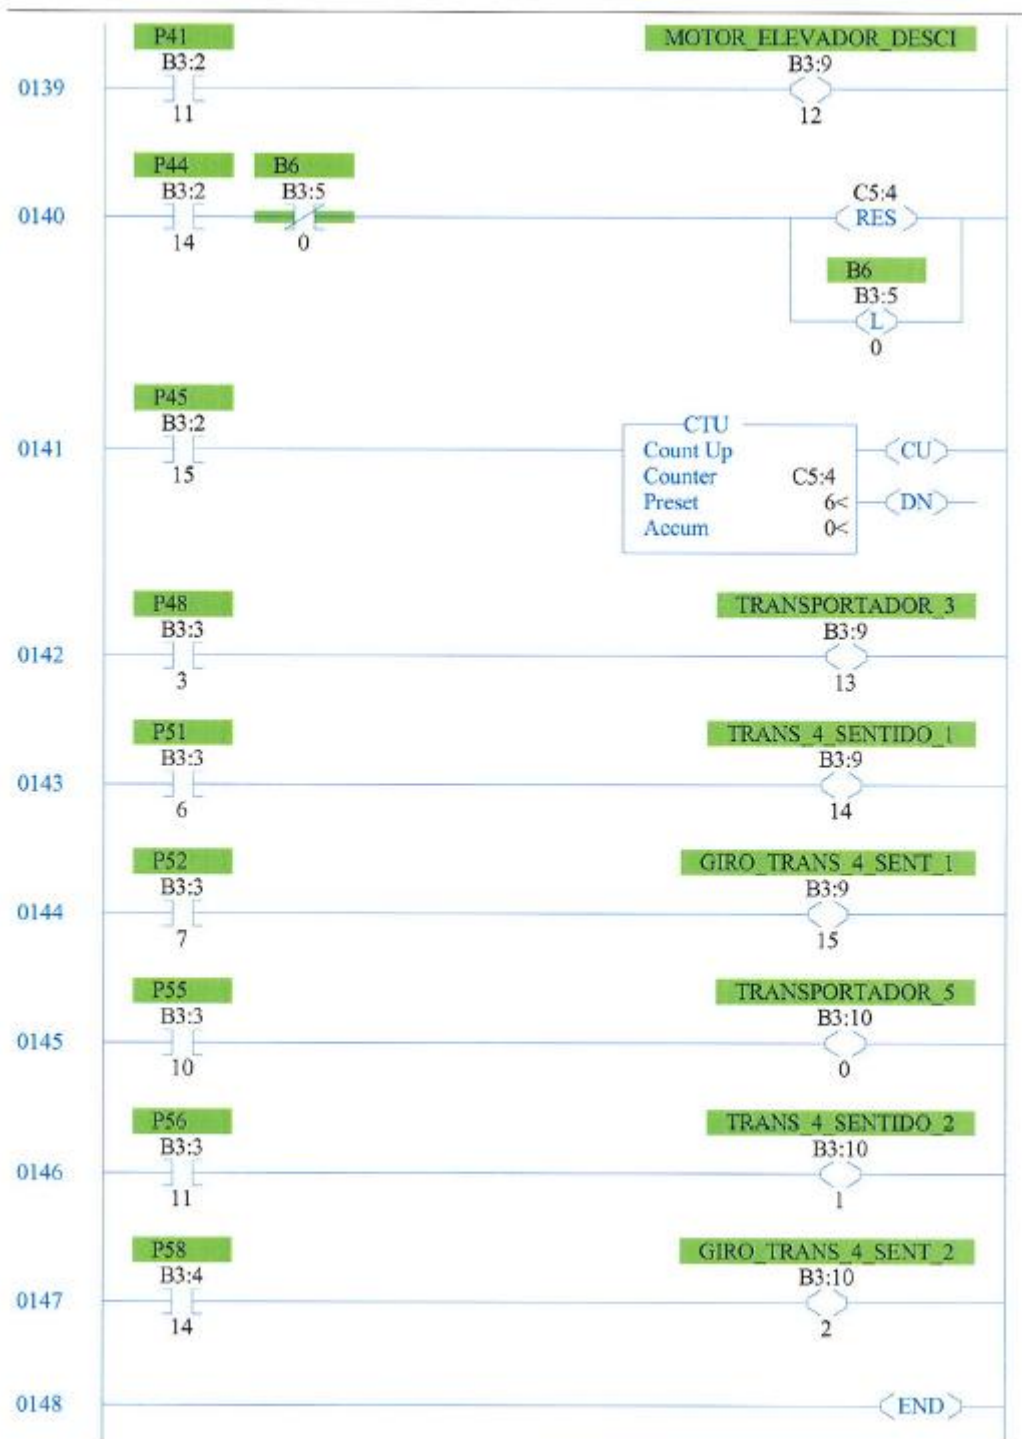 P41 MOTOR_ELEVADOR_DESCI
B3:2 B3:9
0139
11 12
P44 B6
B3:2 B3:5 C5:4
0140 RES
14 0
B6
B3:5
L
0
P45
B3:2
0141
15
CTU
Count Up CU
Counter C5:4
Preset 6< DN
Accum 0<
P48 TRANSPORTADOR_3
B3:3 B3:9
0142
3 13
P51 TRANS_4_SENTIDO_1
B3:3 B3:9
0143
6 14
P52 GIRO_TRANS_4_SENT_1
B3:3 B3:9
0144
7 15
P55 TRANSPORTADOR_5
B3:3 B3:10
0145
10 0
P56 TRANS_4_SENTIDO_2
B3:3 B3:10
0146
11 1
P58 GIRO_TRANS_4_SENT_2
B3:4 B3:10
0147
14 2
0148 END